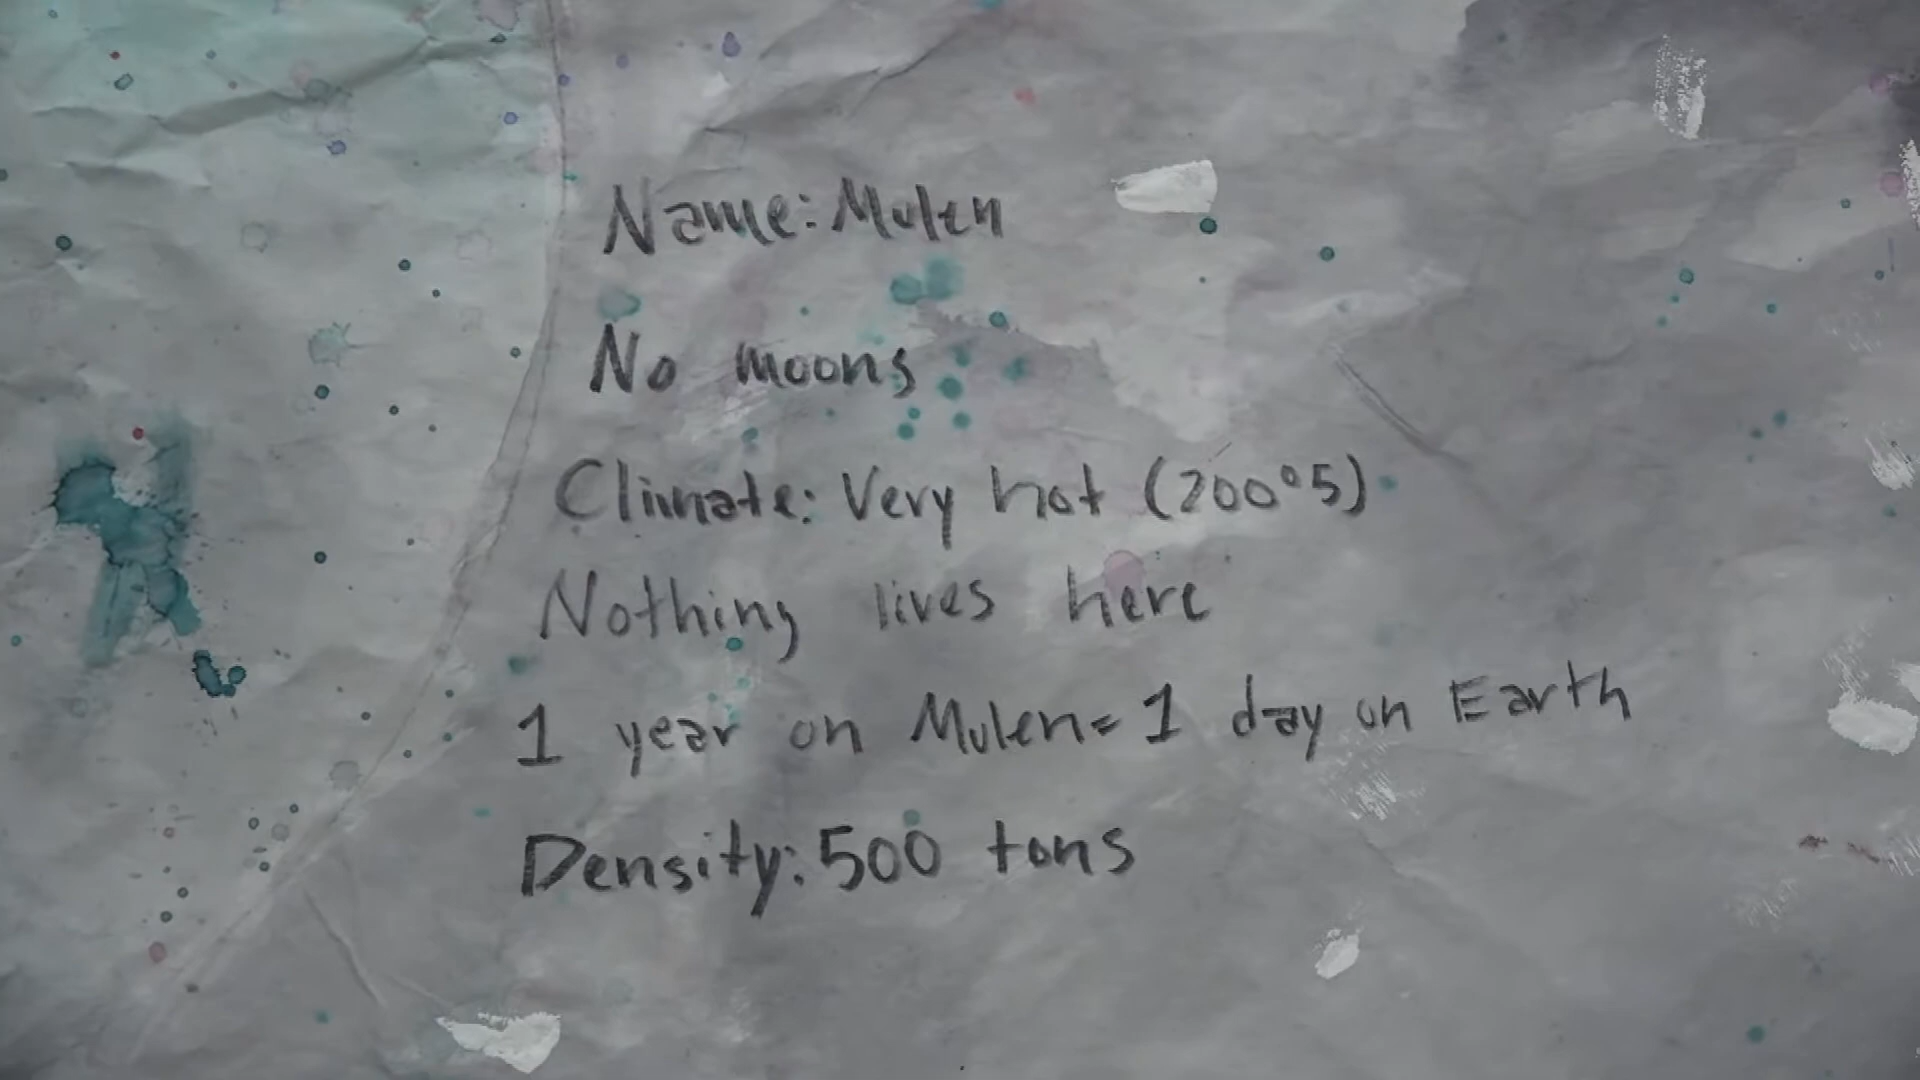 Name: Mulen
No moons
Climate: Very hot (200°5)
Nothing lives here
1 year on Mulen= 1 day on Earth
Density: 500 tons